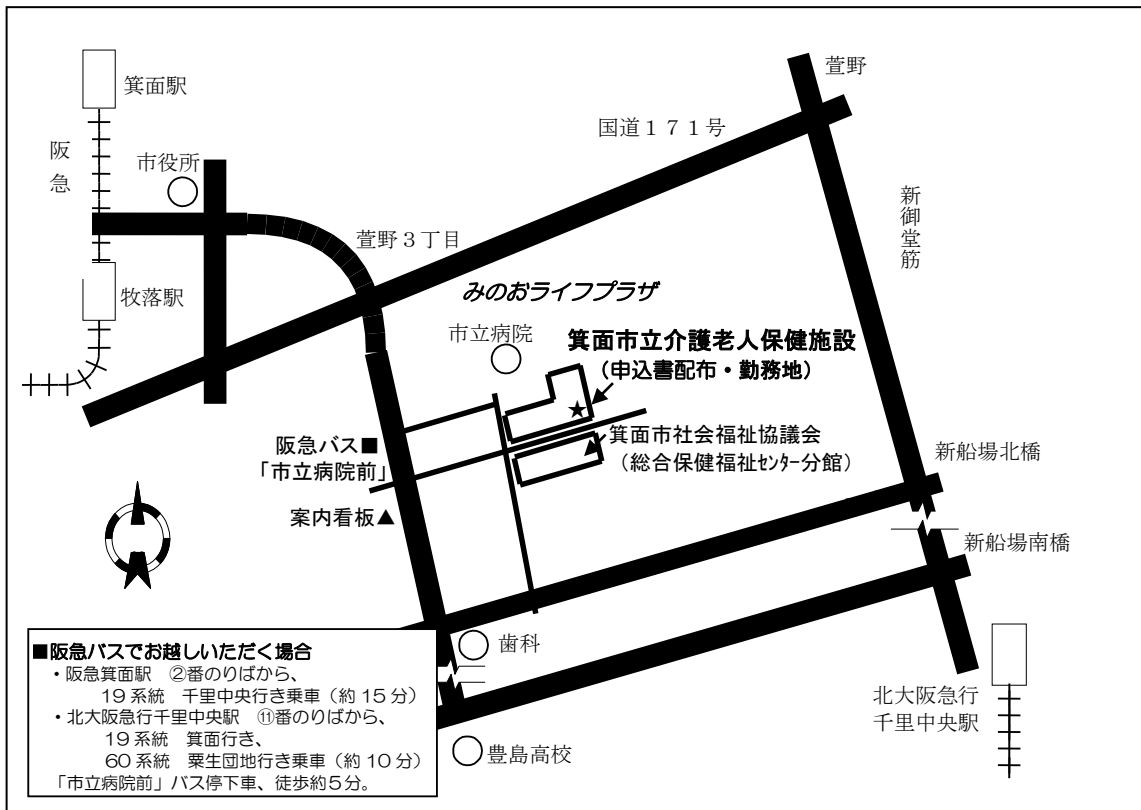 箕面駅
阪急
市役所
牧落駅
萱野
国道171号
新御堂筋
萱野3丁目
みのおライフプラザ
市立病院
箕面市立介護老人保健施設
(申込書配布・勤務地)
★
箕面市社会福祉協議会
(総合保健福祉センター分館)
阪急バス■
「市立病院前」
案内看板▲
新船場北橋
新船場南橋
歯科
豊島高校
北大阪急行
千里中央駅
■阪急バスでお越しいただく場合
・阪急箕面駅 ②番のりばから、
19系統 千里中央行き乗車(約15分)
・北大阪急行千里中央駅 ⑪番のりばから、
19系統 箕面行き、
60系統 粟生団地行き乗車(約10分)
「市立病院前」バス停下車、徒歩約5分。